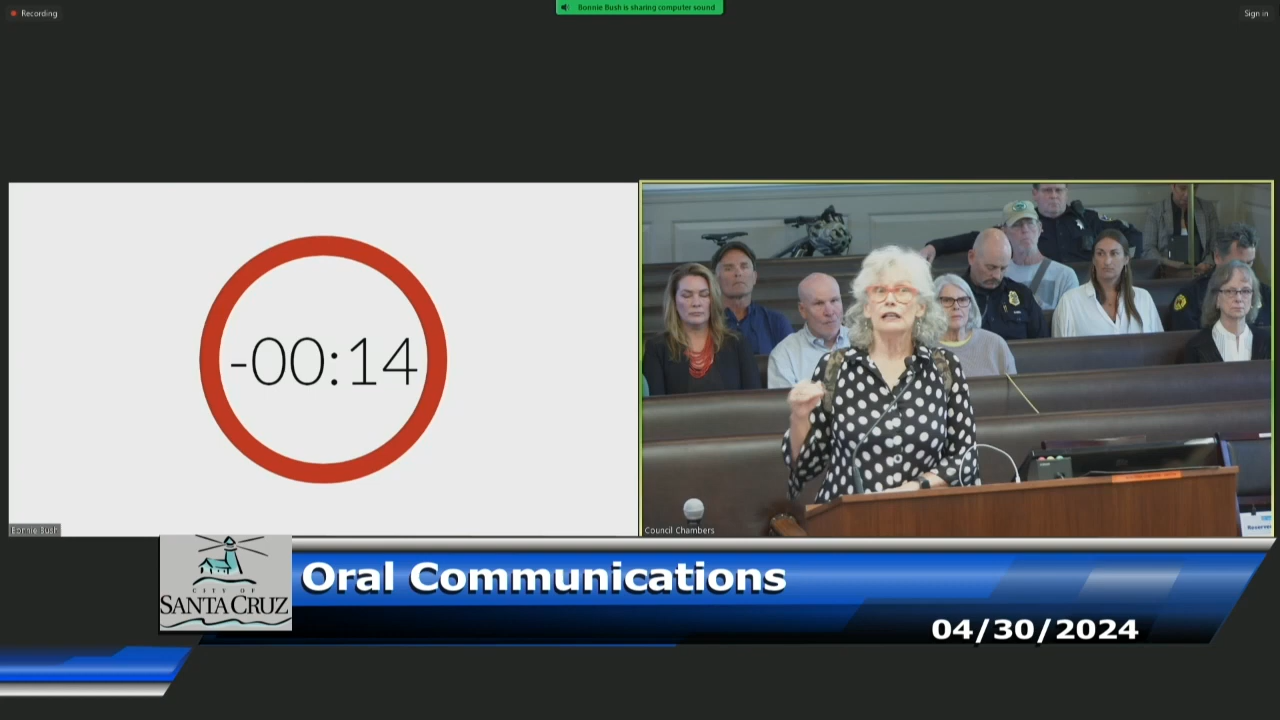 Recording
Bonnie Bush is sharing computer sound
Sign in
-00:14
Bonnie Bush
Council Chambers
CITY OF
SANTA CRUZ
Oral Communications
04/30/2024